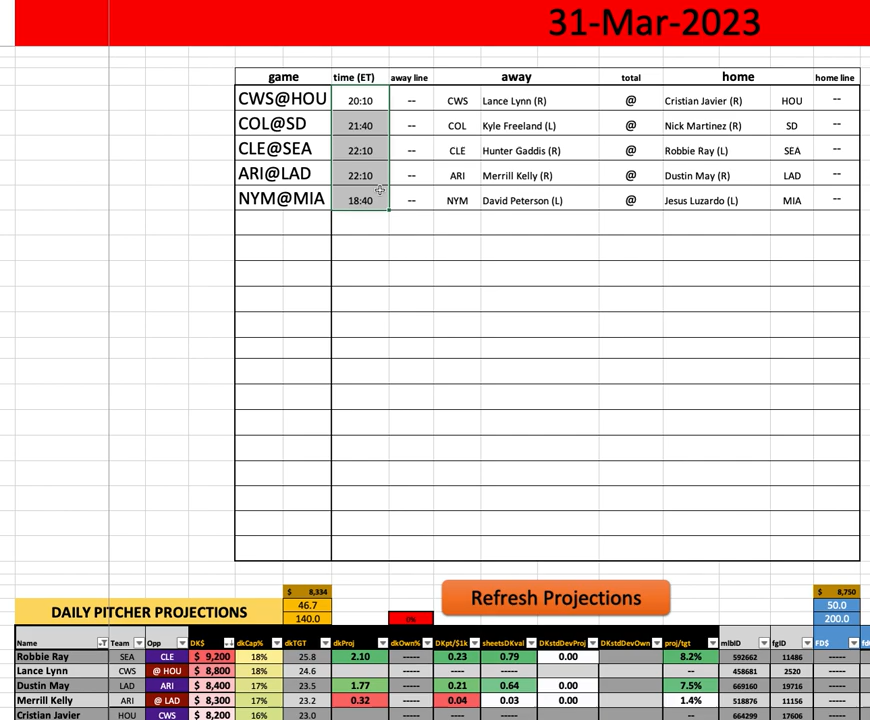 31-Mar-2023
game time (ET) away line away total home home line
CWS@HOU 20:10 -- CWS Lance Lynn (R) @ Cristian Javier (R) HOU --
COL@SD 21:40 -- COL Kyle Freeland (L) @ Nick Martinez (R) SD --
CLE@SEA 22:10 -- CLE Hunter Gaddis (R) @ Robbie Ray (L) SEA --
ARI@LAD 22:10 -- ARI Merrill Kelly (R) @ Dustin May (R) LAD --
NYM@MIA 18:40 -- NYM David Peterson (L) @ Jesus Luzardo (L) MIA --
$ 8,334 $ 8,750
DAILY PITCHER PROJECTIONS 46.7 Refresh Projections 50.0
140.0 0% 200.0
Name Team Opp DK$ dkCap% dkTGT dkProj dkOwn% DKpt/$1k sheetsDKval DKstdDevProj DKstdDevOwn proj/tgt mlbID fgID FD$
Robbie Ray SEA CLE $ 9,200 18% 25.8 2.10 ----- 0.23 0.79 0.00 8.2% 592662 11486 -----
Lance Lynn CWS @ HOU $ 8,800 18% 24.6 ----- ----- ----- -- 458681 2520 -----
Dustin May LAD ARI $ 8,400 17% 23.5 1.77 ----- 0.21 0.64 0.00 7.5% 669160 19716 -----
Merrill Kelly ARI @ LAD $ 8,300 17% 23.2 0.32 ----- 0.04 0.03 0.00 1.4% 518876 11156 -----
Cristian Javier HOU CWS $ 8,200 16% 23.0 ----- ----- ----- -- 664299 17606 -----